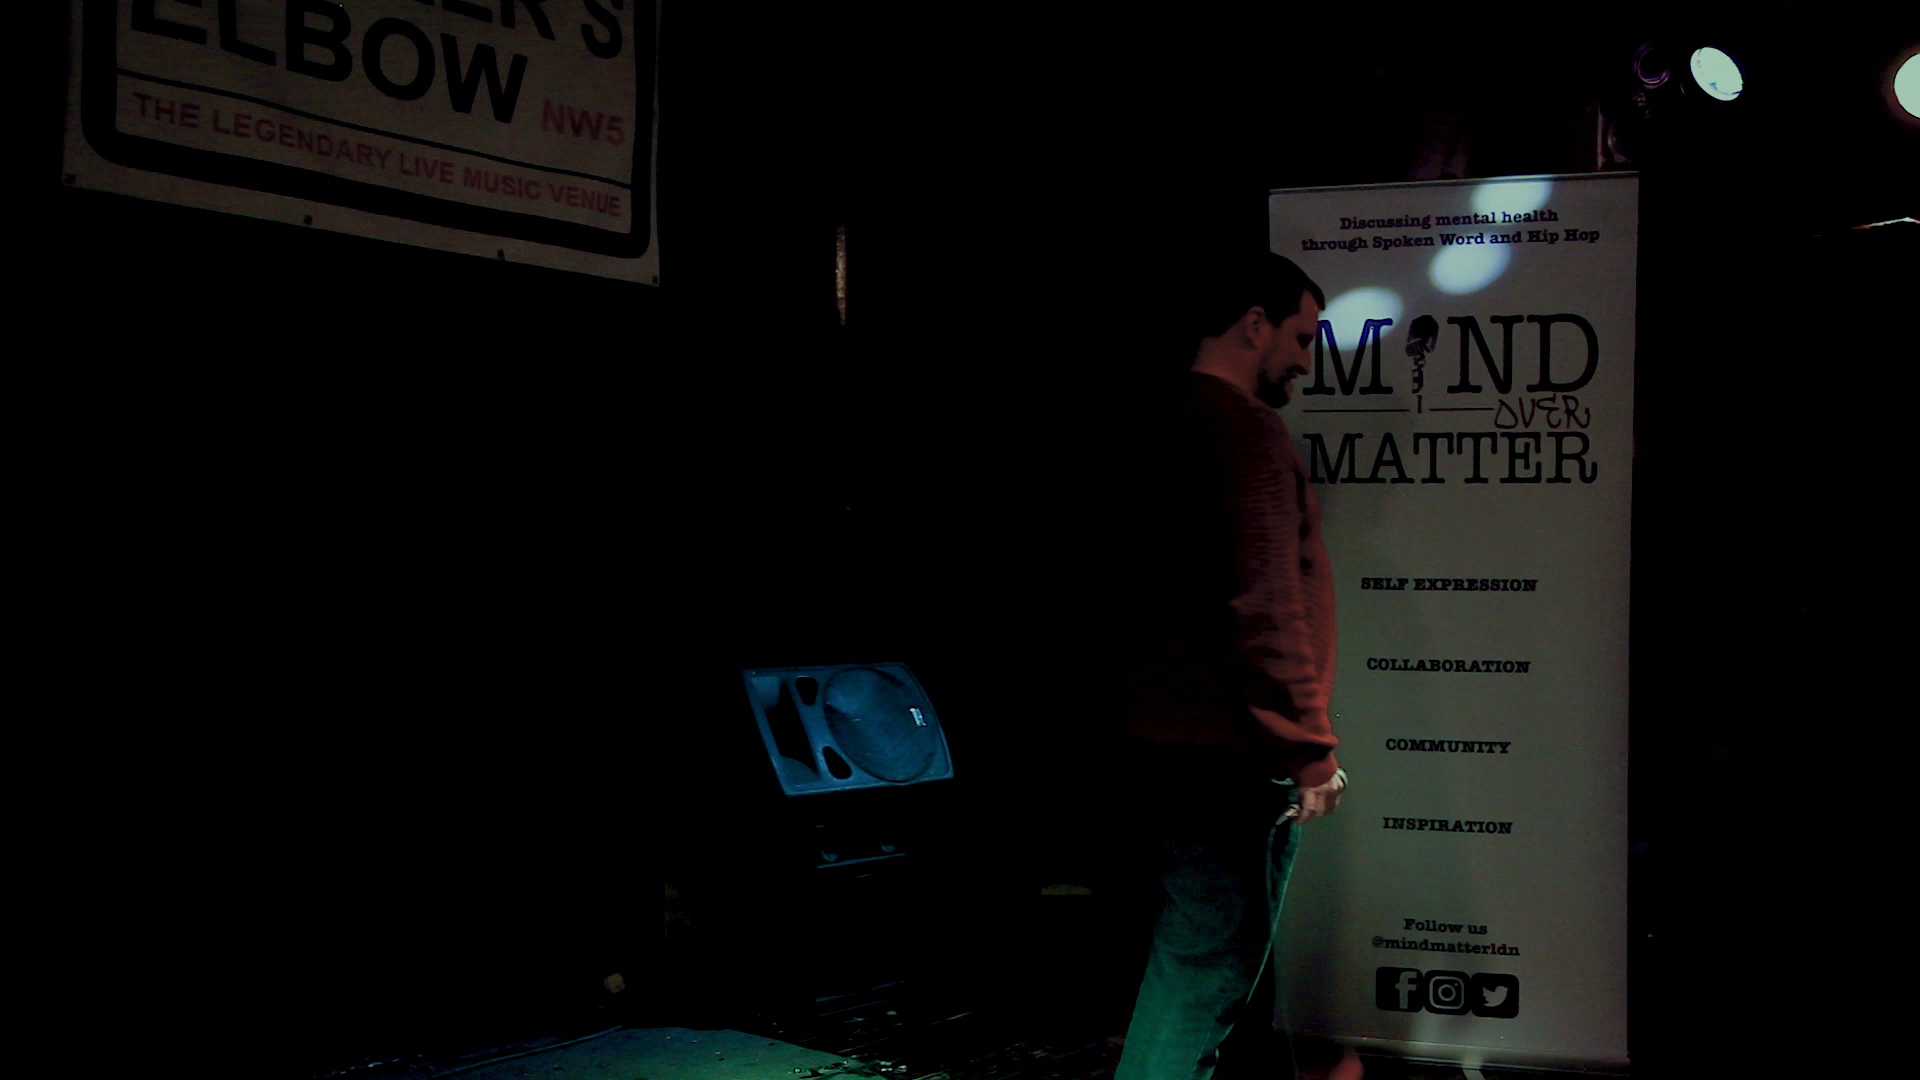 ER'S
ELBOW NW5
THE LEGENDARY LIVE MUSIC VENUE
Discussing mental health
through Spoken Word and Hip Hop
MIND
OVER
MATTER
SELF EXPRESSION
COLLABORATION
COMMUNITY
INSPIRATION
Follow us
@mindmatterldn